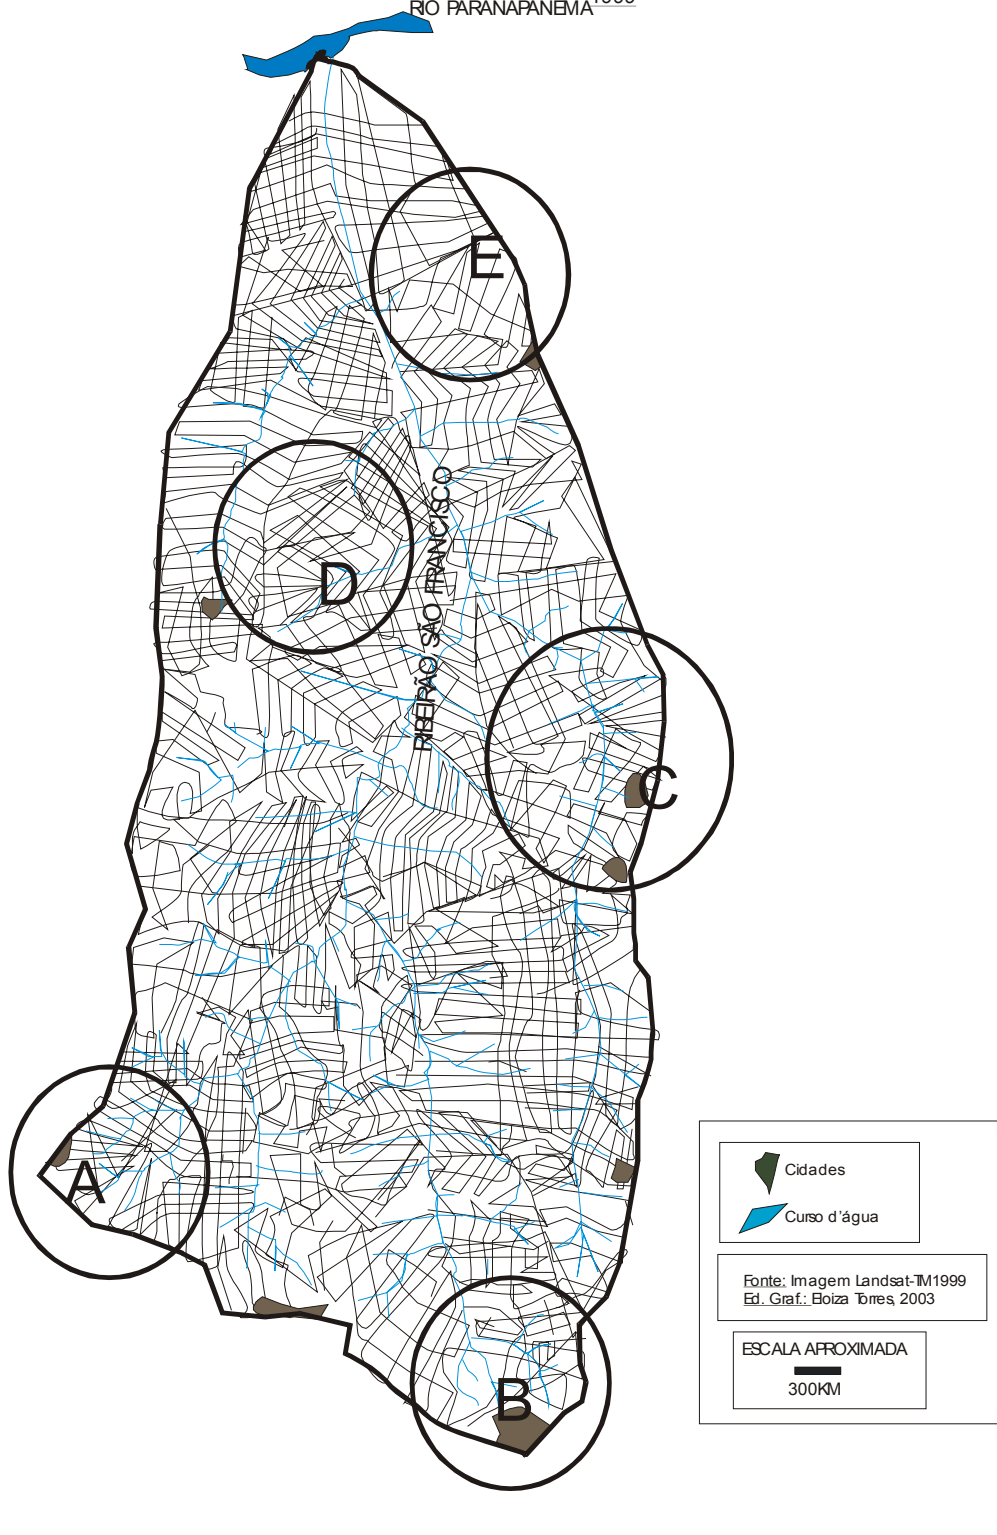 RIO PARANAPANEMA
E
RIBEIRÃO SÃO FRANCISCO
D
C
A
B
Cidades
Curso d'água
Fonte: Imagem Landsat-TM1999
Ed. Graf.: Eloiza Torres, 2003
ESCALA APROXIMADA
300KM